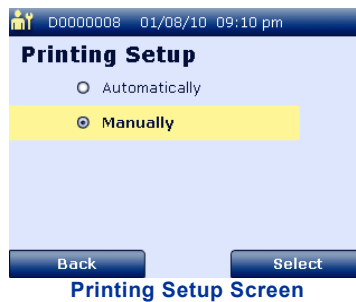 D0000008 01/08/10 09:10 pm
Printing Setup
Automatically
Manually
Back Select
Printing Setup Screen